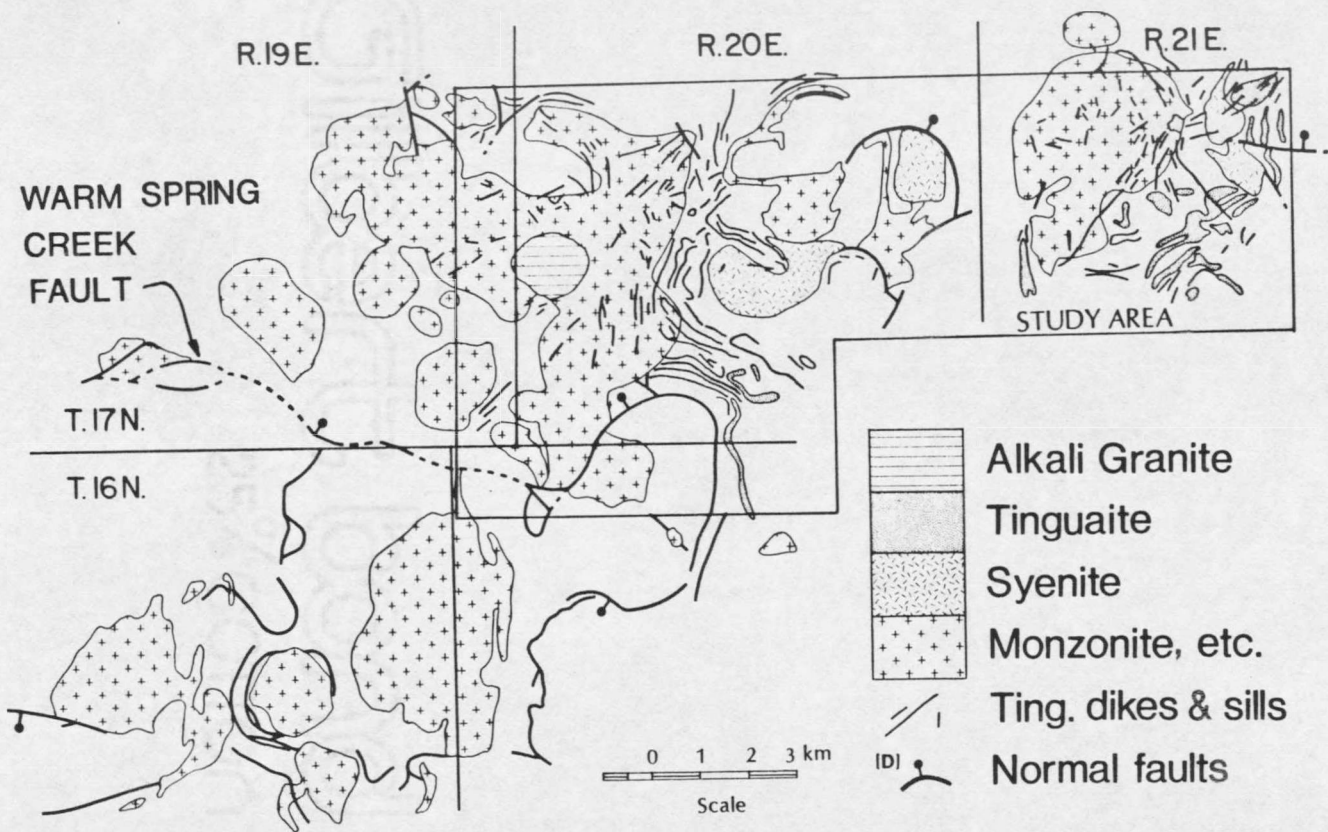 R.19E.
R.20E.
R.21E.
WARM SPRING
CREEK
FAULT
STUDY AREA
T.17N.
T.16N.
Alkali Granite
Tinguaite
Syenite
Monzonite, etc.
Ting. dikes & sills
[D] Normal faults
0 1 2 3 km
Scale